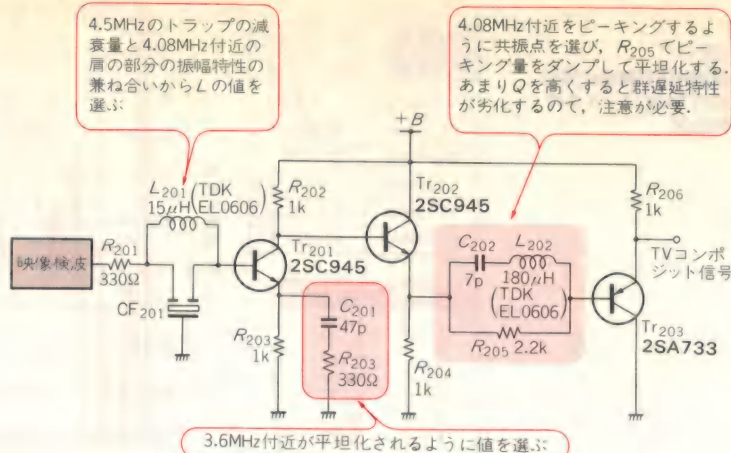 4.5MHzのトラップの減
衰量と4.08MHz付近の
肩の部分の振幅特性の
兼ね合いからLの値を
選ぶ
4.08MHz付近をピーキングするよ
うに共振点を選び，R205でピー
キング量をダンプして平坦化する．
あまりQを高くすると群遅延特性
が劣化するので，注意が必要．
+B
L201
15μH
(TDK
EL0606)
R202
1k
Tr202
2SC945
R206
1k
映像検波
R201
330Ω
CF201
Tr201
2SC945
C202
7p
L202
180μH
(TDK
EL0606)
R205 2.2k
TVコンポ
ジット信号
Tr203
2SA733
R203
1k
C201
47p
R203
330Ω
R204
1k
3.6MHz付近が平坦化されるように値を選ぶ